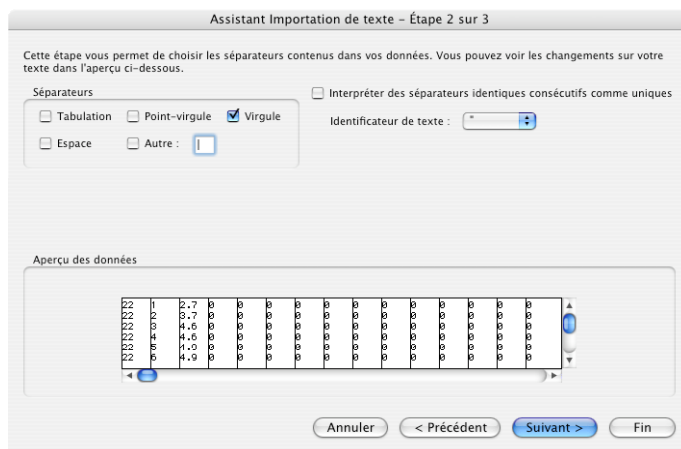 Assistant Importation de texte – Étape 2 sur 3
Cette étape vous permet de choisir les séparateurs contenus dans vos données. Vous pouvez voir les changements sur votre
texte dans l'aperçu ci-dessous.
Séparateurs
Interpréter des séparateurs identiques consécutifs comme uniques
Tabulation Point-virgule Virgule
Identificateur de texte : "
Espace Autre :
Aperçu des données
22 1 2.7 0 0 0 0 0 0 0 0 0 0 0 0
22 2 3.7 0 0 0 0 0 0 0 0 0 0 0 0
22 3 4.6 0 0 0 0 0 0 0 0 0 0 0 0
22 4 4.6 0 0 0 0 0 0 0 0 0 0 0 0
22 5 0 0 0 0 0 0 0 0 0 0 0 0
22 6 4.9 0 0 0 0 0 0 0 0 0 0 0 0
Annuler < Précédent Suivant > Fin